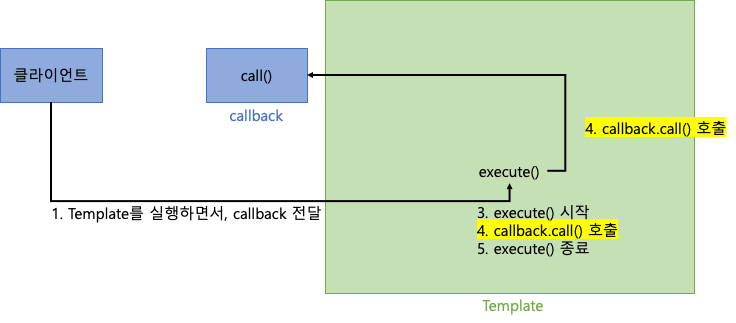 클라이언트
call()
callback
4. callback.call() 호출
execute()
1. Template를 실행하면서, callback 전달
3. execute() 시작
4. callback.call() 호출
5. execute() 종료
Template